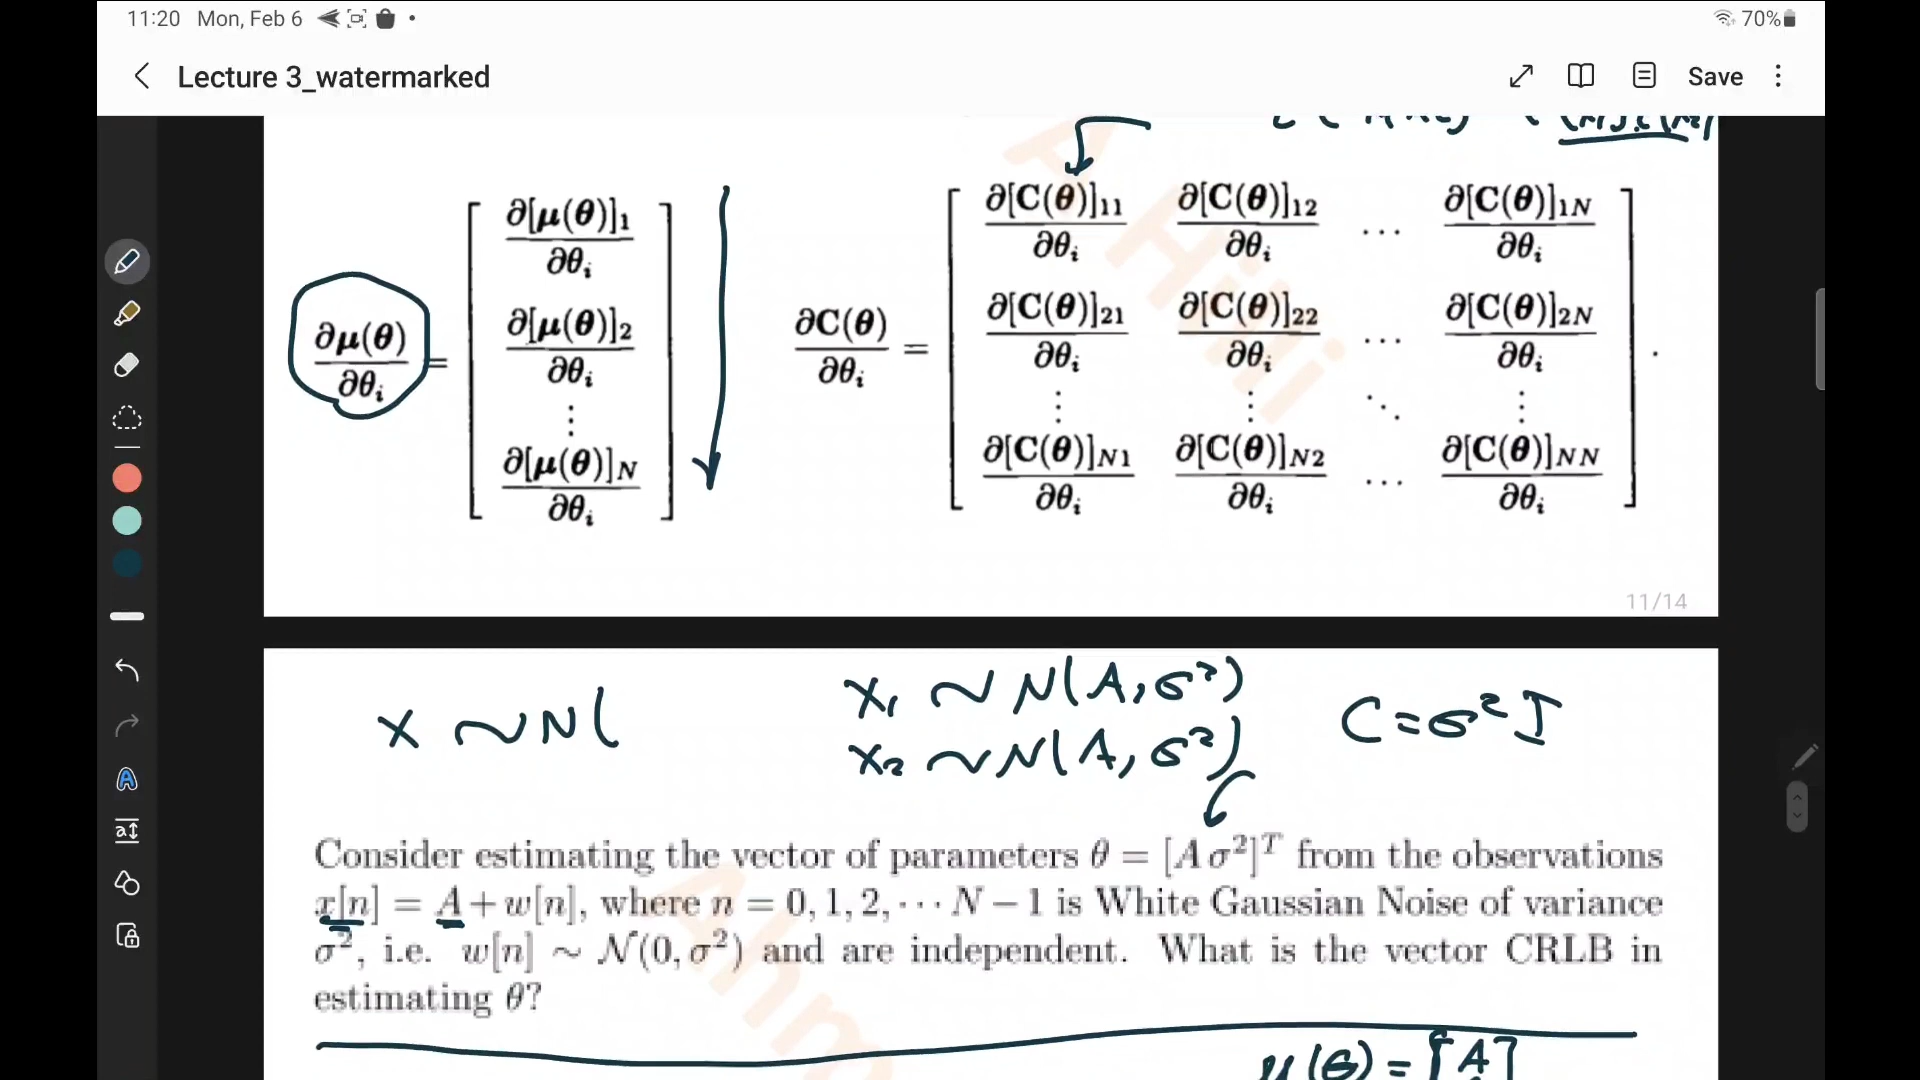 11:20 Mon, Feb 6
70%
Lecture 3_watermarked
Save
∂μ(θ)/∂θᵢ = [ ∂[μ(θ)]₁/∂θᵢ ∂[μ(θ)]₂/∂θᵢ ⋮ ∂[μ(θ)]N/∂θᵢ ]
∂C(θ)/∂θᵢ = [ ∂[C(θ)]₁₁/∂θᵢ ∂[C(θ)]₁₂/∂θᵢ ... ∂[C(θ)]₁N/∂θᵢ
∂[C(θ)]₂₁/∂θᵢ ∂[C(θ)]₂₂/∂θᵢ ... ∂[C(θ)]₂N/∂θᵢ
⋮ ⋮ ⋱ ⋮
∂[C(θ)]N1/∂θᵢ ∂[C(θ)]N2/∂θᵢ ... ∂[C(θ)]NN/∂θᵢ ] .
11/14
x ~ N(
x₁ ~ N(A, σ²)
x₂ ~ N(A, σ²)
C = σ² I
Consider estimating the vector of parameters θ = [A σ²]ᵀ from the observations
x[n] = A + w[n], where n = 0, 1, 2, ⋯ N − 1 is White Gaussian Noise of variance
σ², i.e. w[n] ∼ 𝒩(0, σ²) and are independent. What is the vector CRLB in
estimating θ?
μ(θ) = [A]